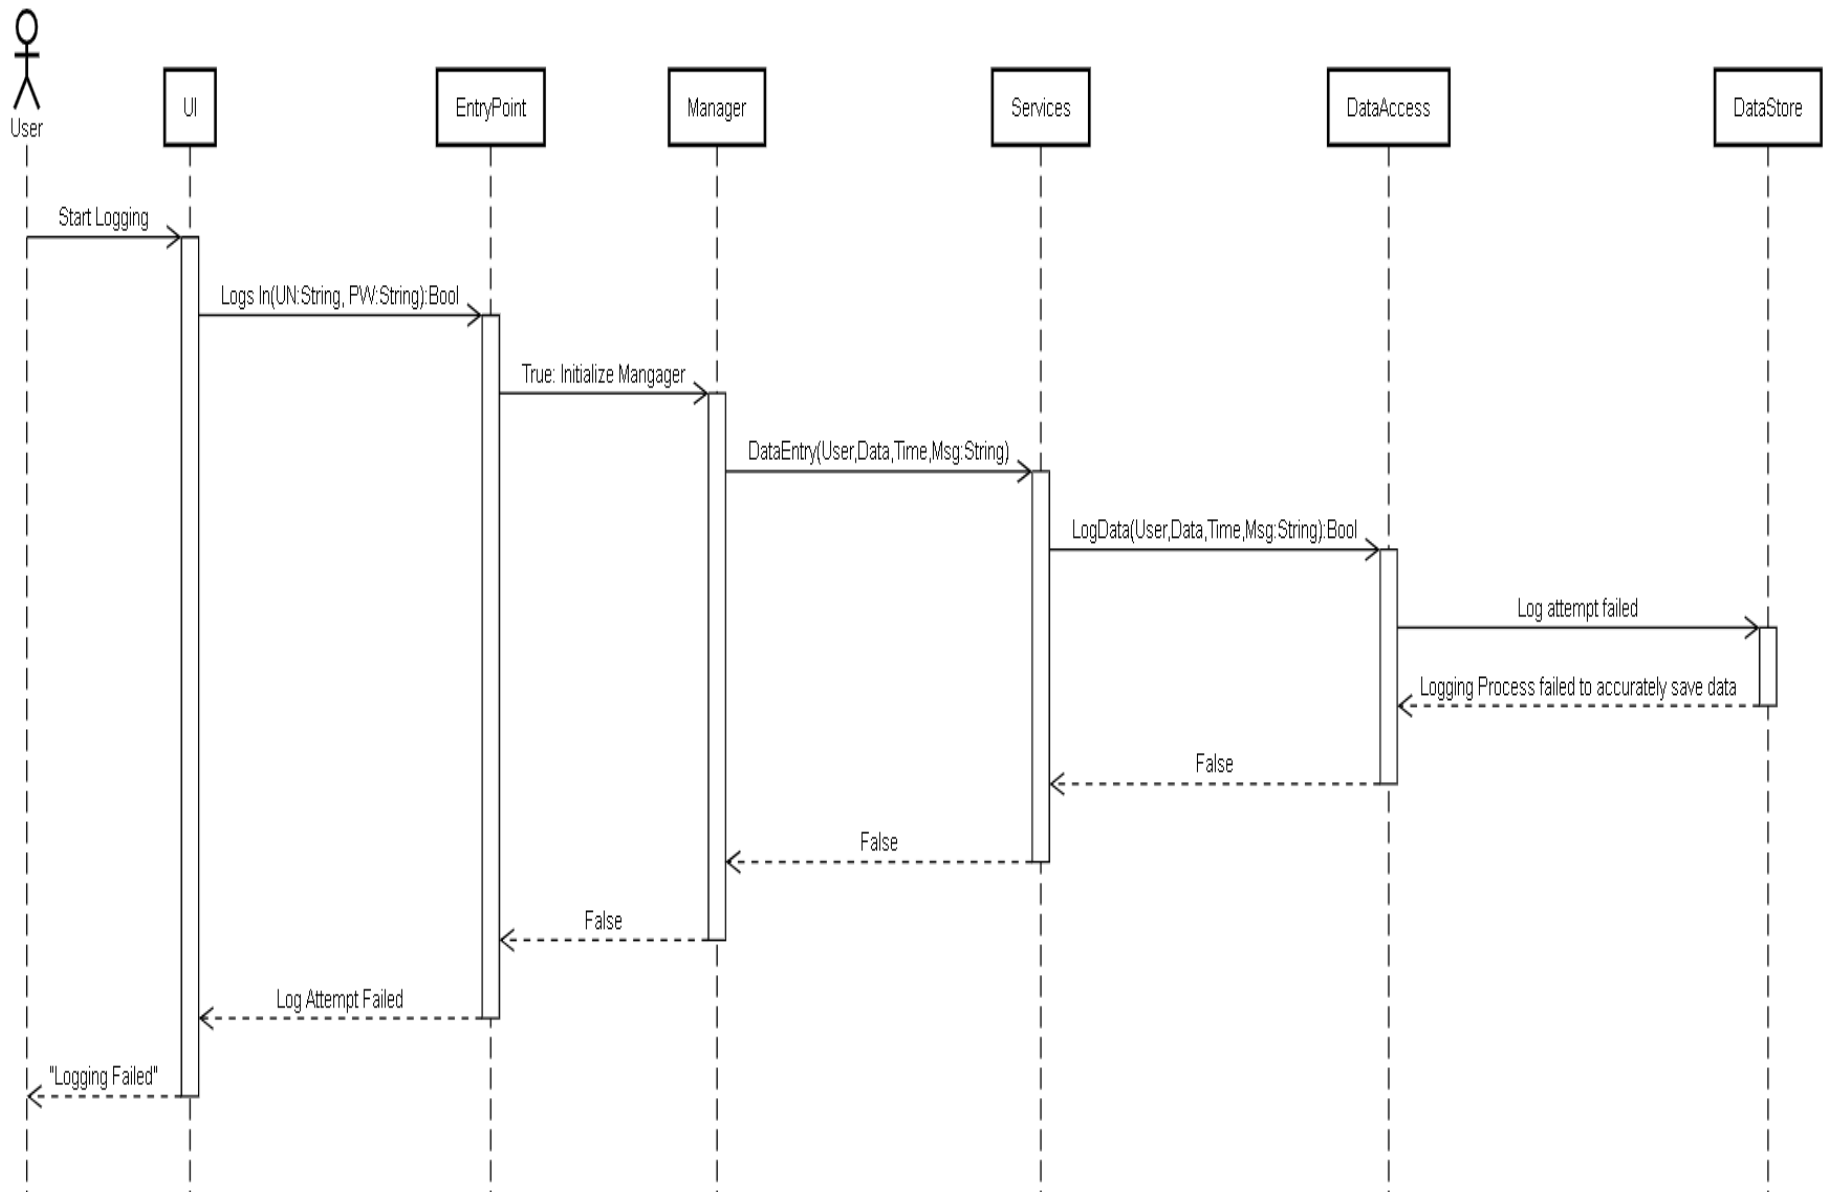 User
UI
EntryPoint
Manager
Services
DataAccess
DataStore
Start Logging
Logs In(UN:String, PW:String):Bool
True: Initialize Mangager
DataEntry(User,Data,Time,Msg:String)
LogData(User,Data,Time,Msg:String):Bool
Log attempt failed
Logging Process failed to accurately save data
False
False
False
Log Attempt Failed
"Logging Failed"